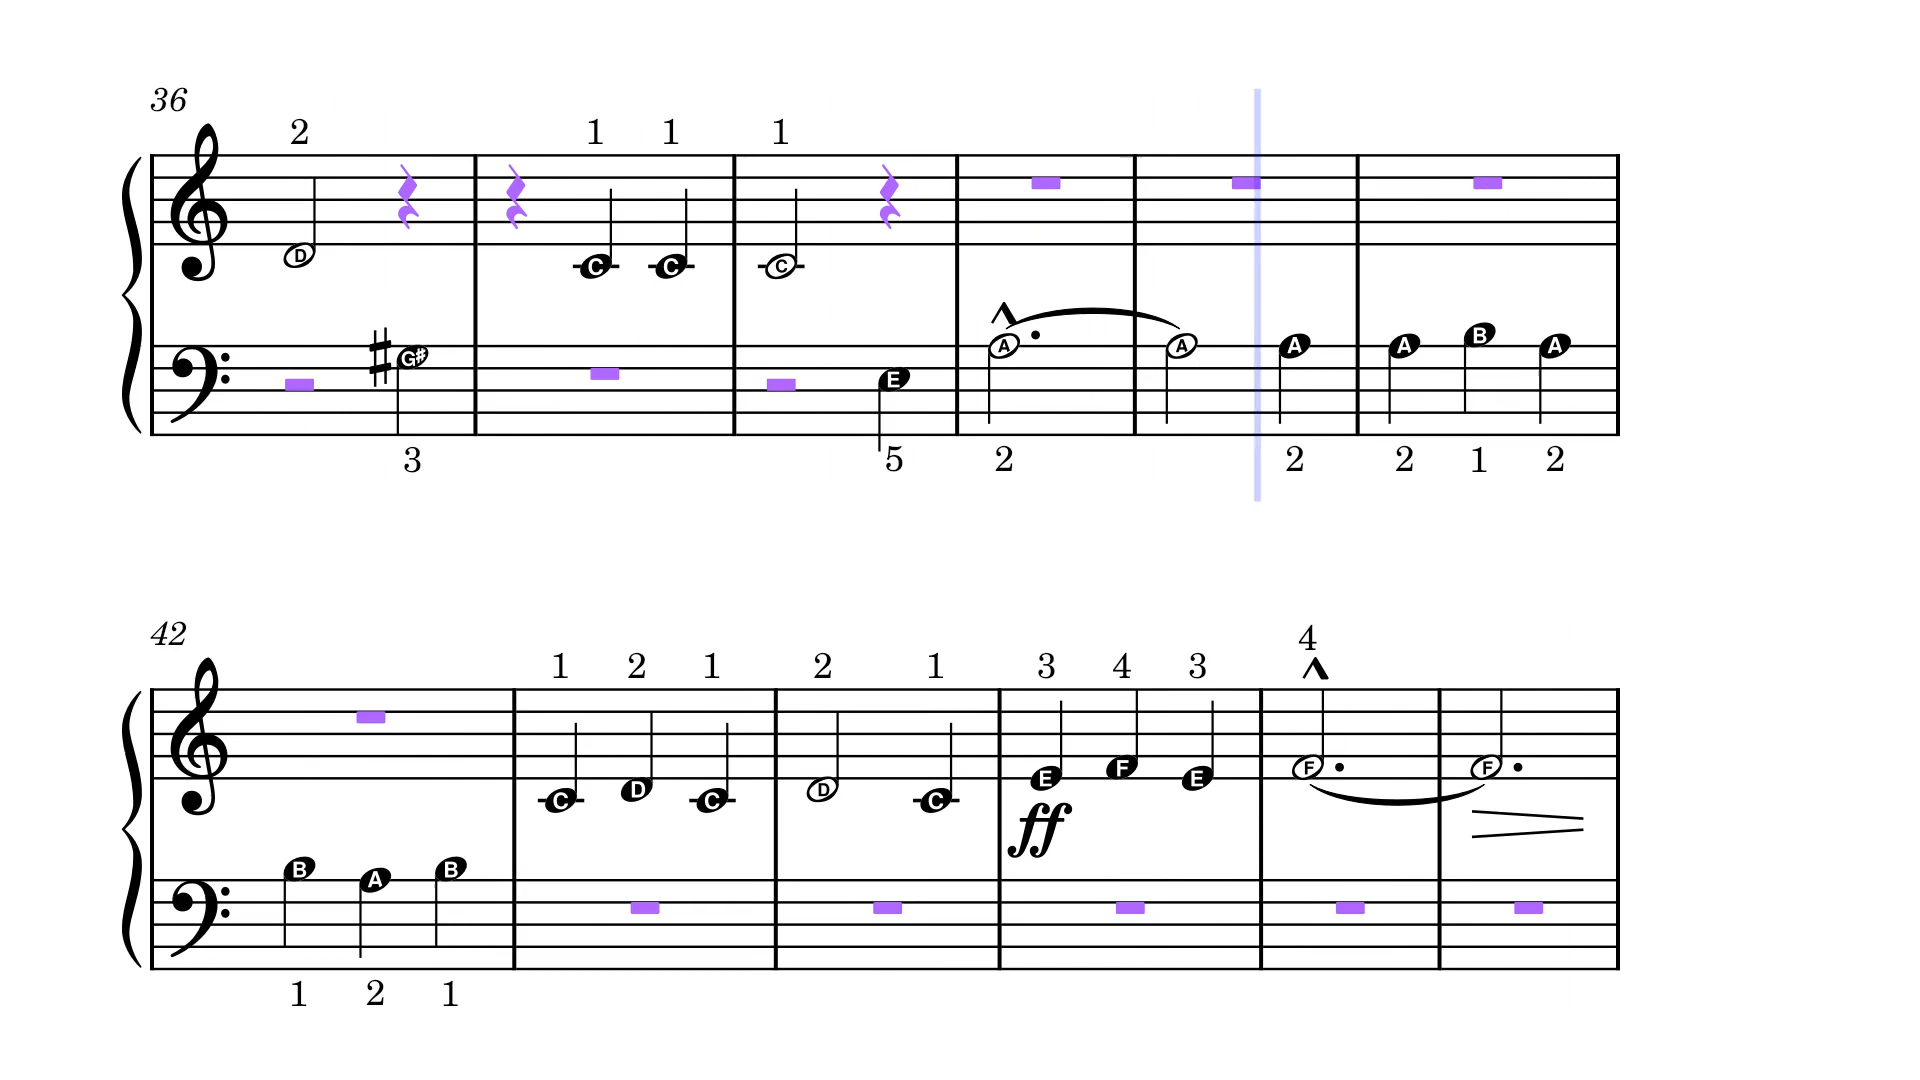 36
2 1 1 1
D C C C
G# E A A A A B A
3 5 2 2 2 1 2
42
1 2 1 2 1 3 4 3 4
C D C D C E F E F F
ff
B A B
1 2 1